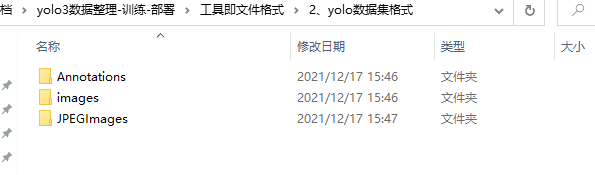 档 › yolo3数据整理-训练-部署 › 工具即文件格式 › 2、yolo数据集格式
名称 修改日期 类型 大小
Annotations 2021/12/17 15:46 文件夹
images 2021/12/17 15:46 文件夹
JPEGImages 2021/12/17 15:47 文件夹